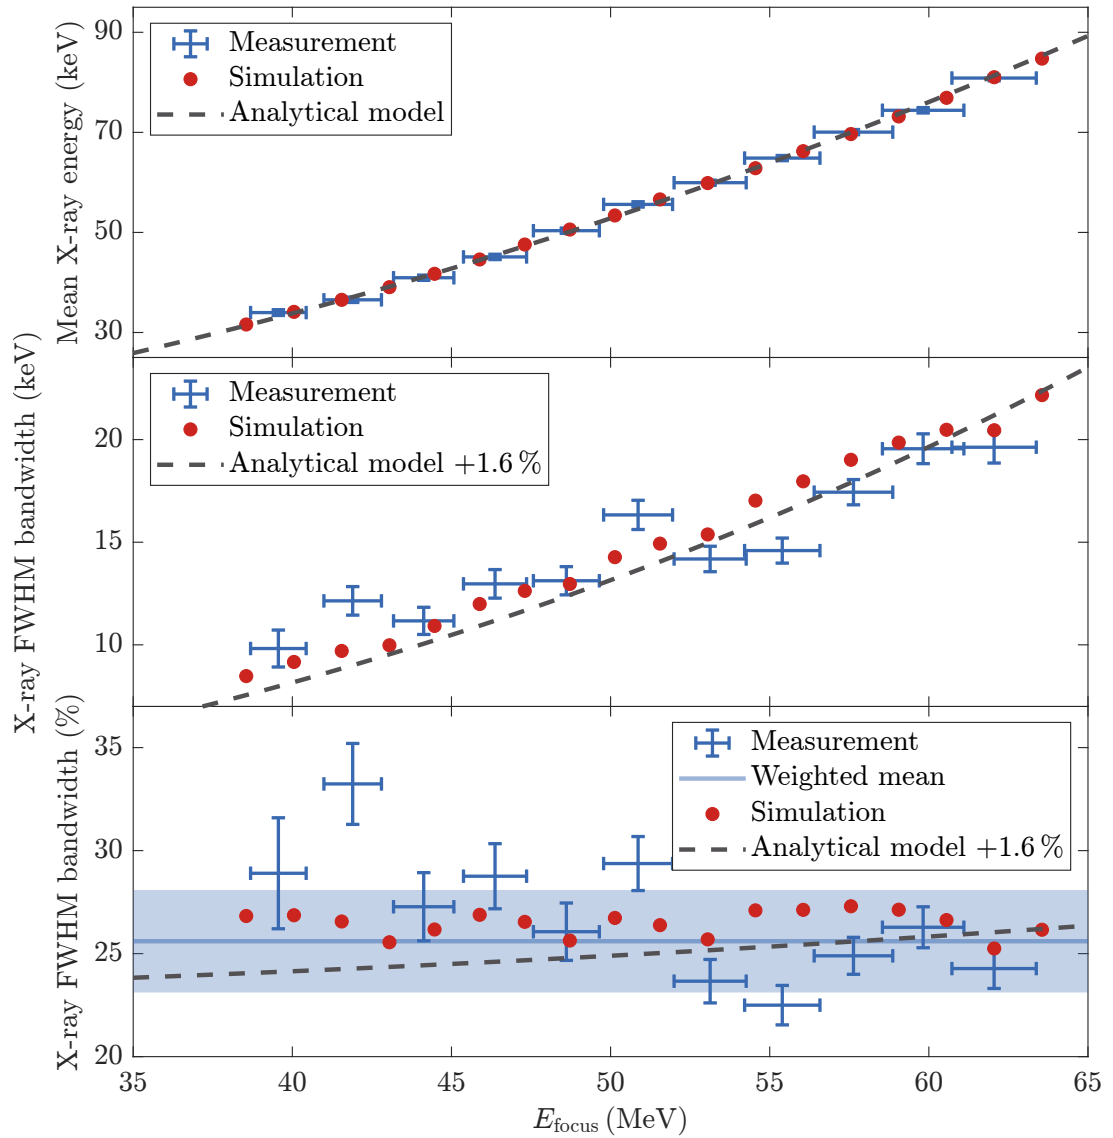 90
70
50
30
Mean X-ray energy (keV)
Measurement
Simulation
Analytical model
20
15
10
X-ray FWHM bandwidth (keV)
Measurement
Simulation
Analytical model +1.6 %
35
30
25
20
X-ray FWHM bandwidth (%)
Measurement
Weighted mean
Simulation
Analytical model +1.6 %
35 40 45 50 55 60 65
E_focus (MeV)